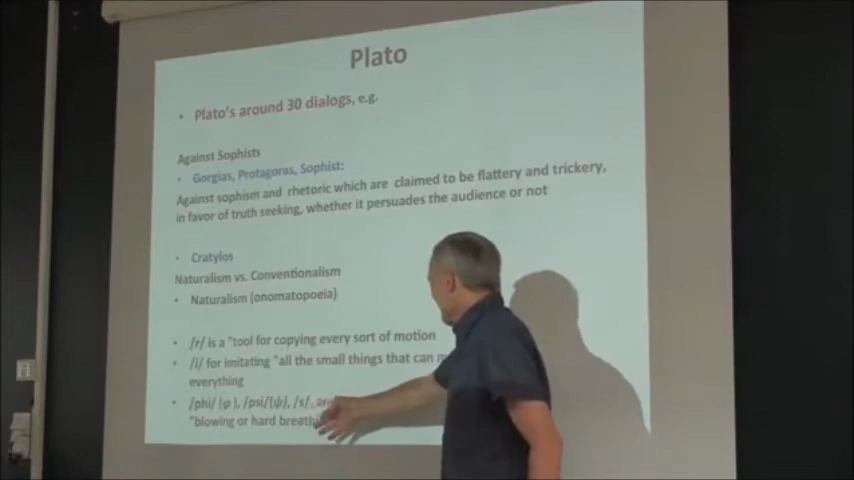 Plato
• Plato's around 30 dialogs, e.g.
Against Sophists
• Gorgias, Protagoras, Sophist:
Against sophism and rhetoric which are claimed to be flattery and trickery,
in favor of truth seeking, whether it persuades the audience or not
• Cratylos
Naturalism vs. Conventionalism
• Naturalism (onomatopoeia)
• /r/ is a "tool for copying every sort of motion
• /i/ for imitating "all the small things that can
everything
• /phi/ (φ ), /psi/(ψ), /s/,
"blowing or hard